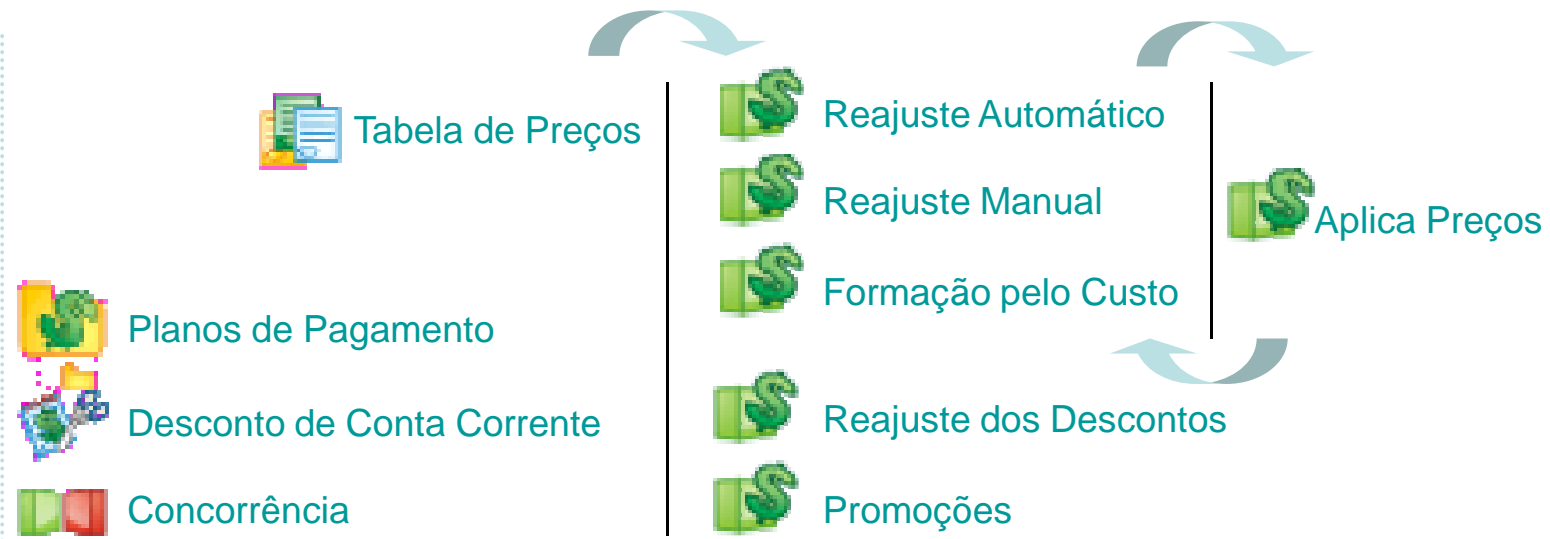 Tabela de Preços
Planos de Pagamento
Desconto de Conta Corrente
Concorrência
Reajuste Automático
Reajuste Manual
Formação pelo Custo
Reajuste dos Descontos
Promoções
Aplica Preços